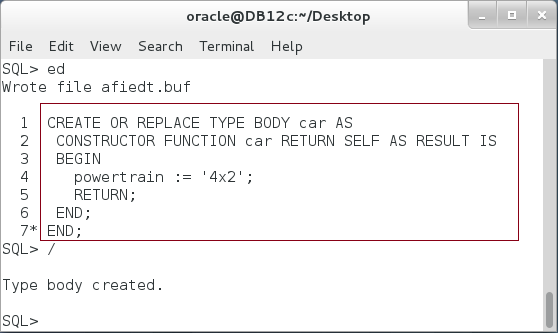 oracle@DB12c:~/Desktop
File Edit View Search Terminal Help
SQL> ed
Wrote file afiedt.buf
1 CREATE OR REPLACE TYPE BODY car AS
2 CONSTRUCTOR FUNCTION car RETURN SELF AS RESULT IS
3 BEGIN
4 powertrain := '4x2';
5 RETURN;
6 END;
7* END;
SQL> /
Type body created.
SQL>